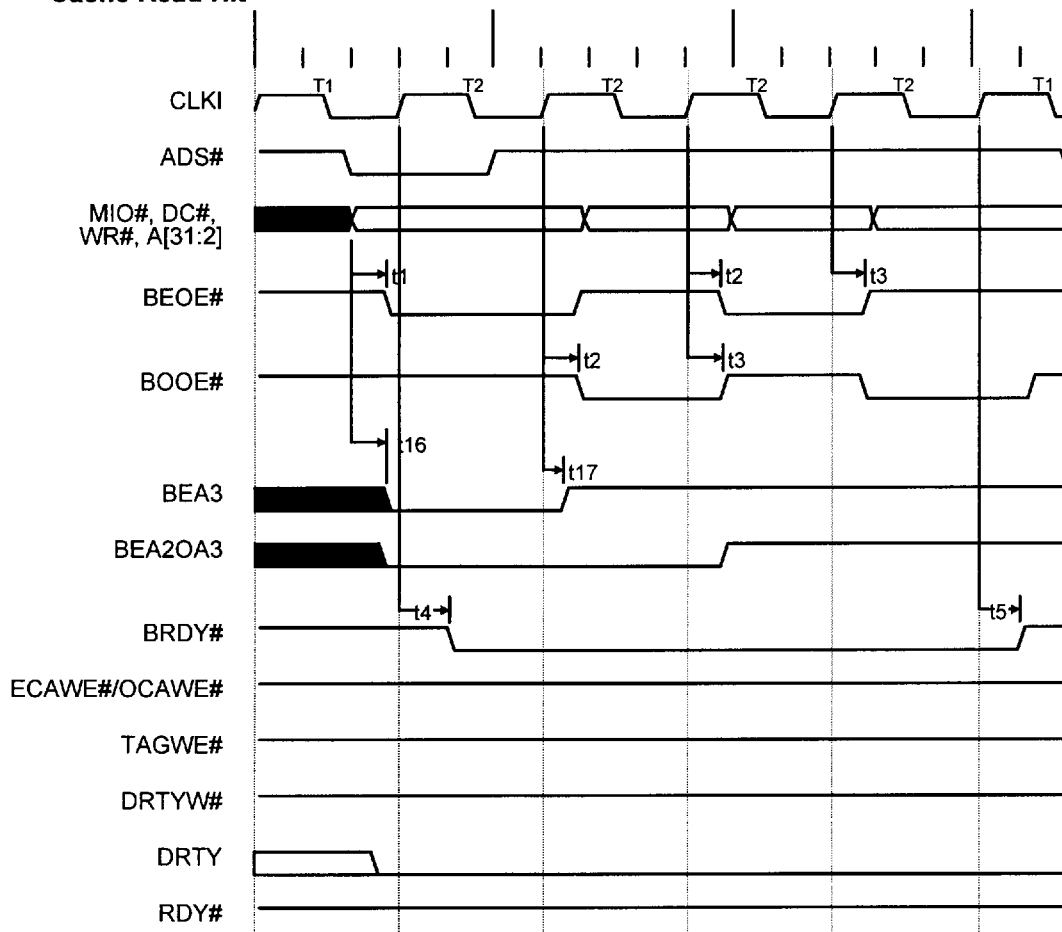 Cache Read Hit
T1 T2 T2 T2 T2 T1
CLKI
ADS#
MIO#, DC#,
WR#, A[31:2]
t1 t2 t3
BEOE#
t2 t3
BOOE#
t16
t17
BEA3
BEA2OA3
t4 t5
BRDY#
ECAWE#/OCAWE#
TAGWE#
DRTYW#
DRTY
RDY#